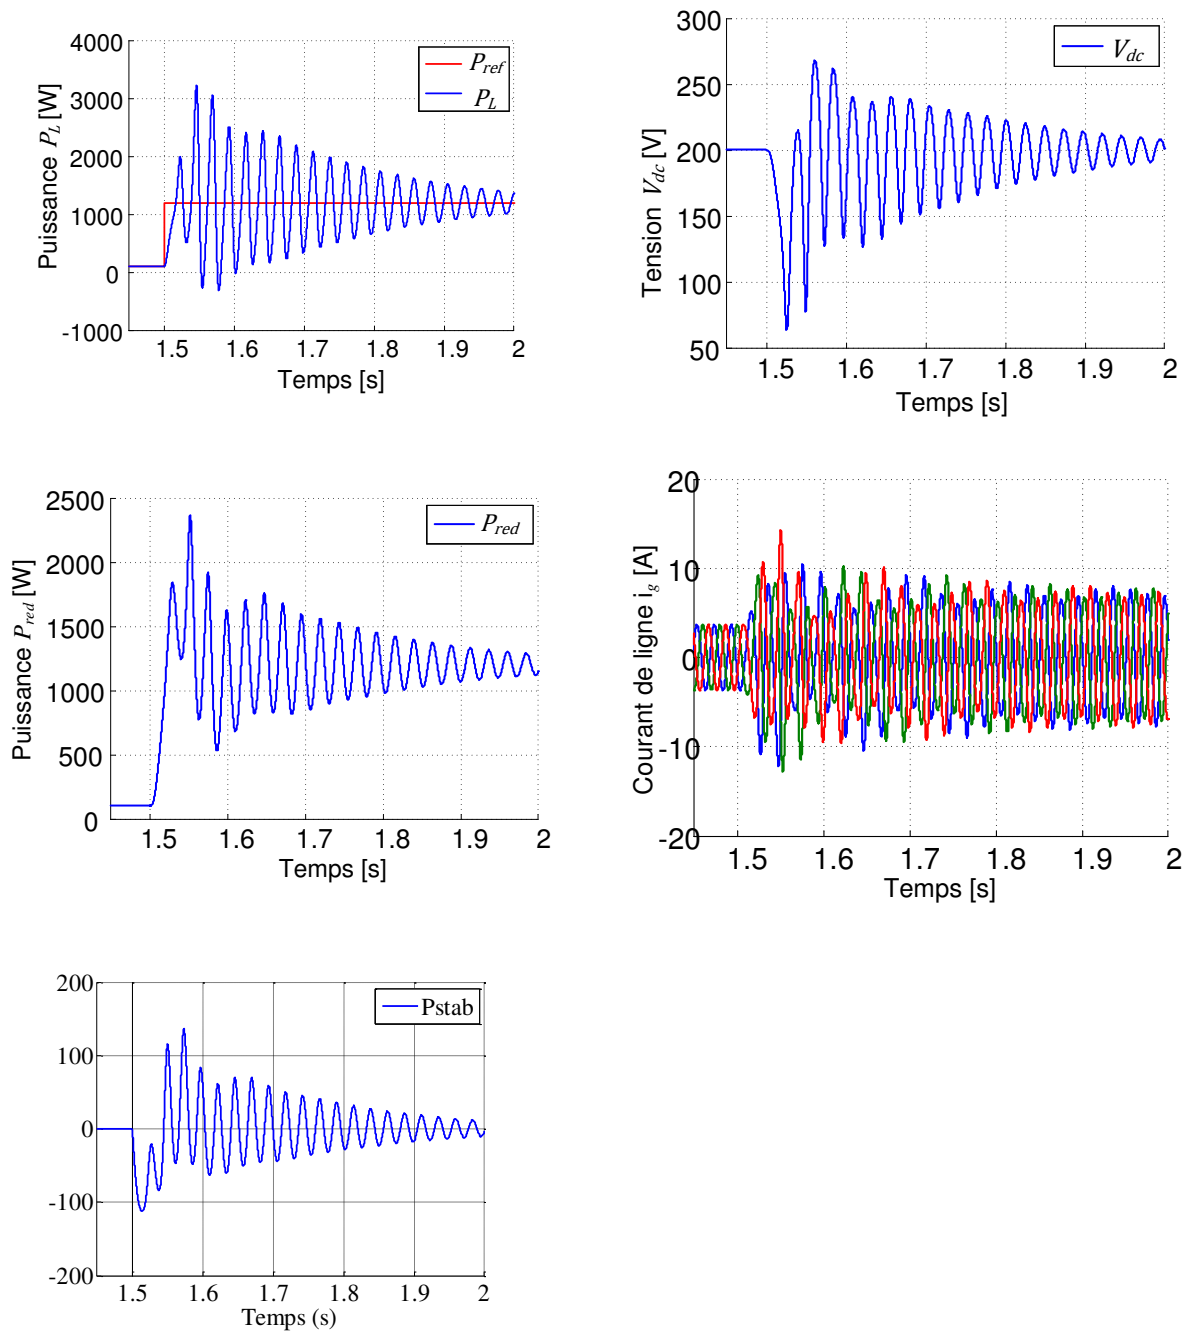 4000
3000
2000
1000
0
-1000
Puissance P_L [W]
P_ref
P_L
1.5 1.6 1.7 1.8 1.9 2
Temps [s]
300
250
200
150
100
50
Tension V_dc [V]
V_dc
1.5 1.6 1.7 1.8 1.9 2
Temps [s]
2500
2000
1500
1000
500
0
Puissance P_red [W]
P_red
1.5 1.6 1.7 1.8 1.9 2
Temps [s]
20
10
0
-10
-20
Courant de ligne i_g [A]
1.5 1.6 1.7 1.8 1.9 2
Temps [s]
200
100
0
-100
-200
Pstab
1.5 1.6 1.7 1.8 1.9 2
Temps (s)